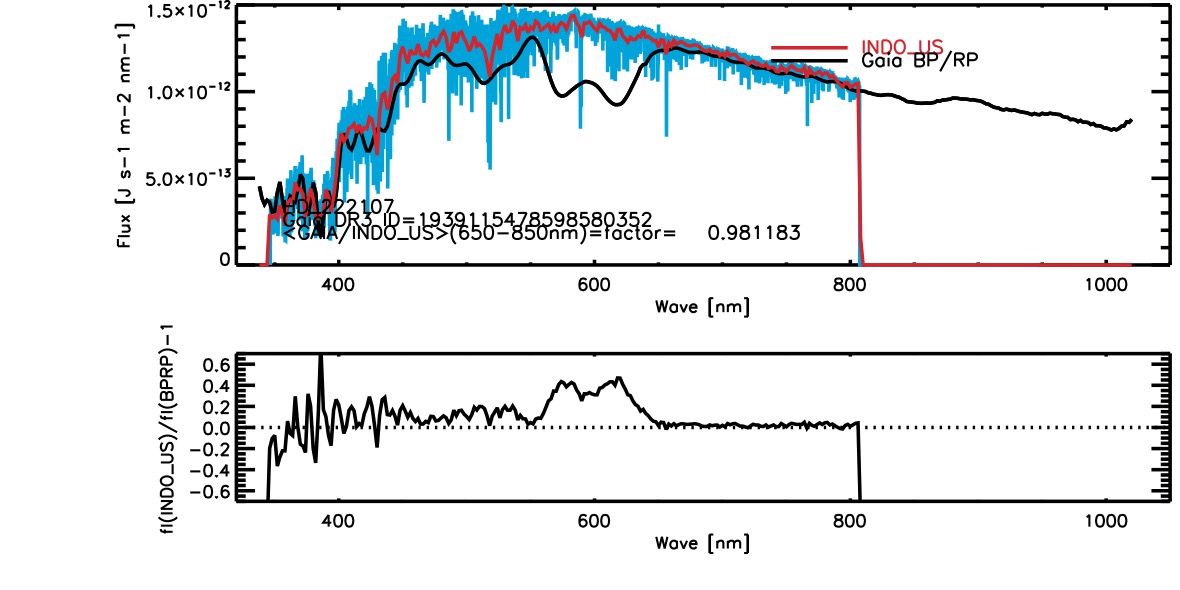 1.5×10⁻¹²
1.0×10⁻¹²
5.0×10⁻¹³
0
Flux [J s-1 m-2 nm-1]
INDO_US
Gaia BP/RP
HD_222107
Gaia DR3 ID=1939115478598580352
<GAIA/INDO_US>(650-850nm)=factor= 0.981183
400 600 800 1000
Wave [nm]
fl(INDO_US)/fl(BPRP)-1
0.6
0.4
0.2
0.0
-0.2
-0.4
-0.6
400 600 800 1000
Wave [nm]